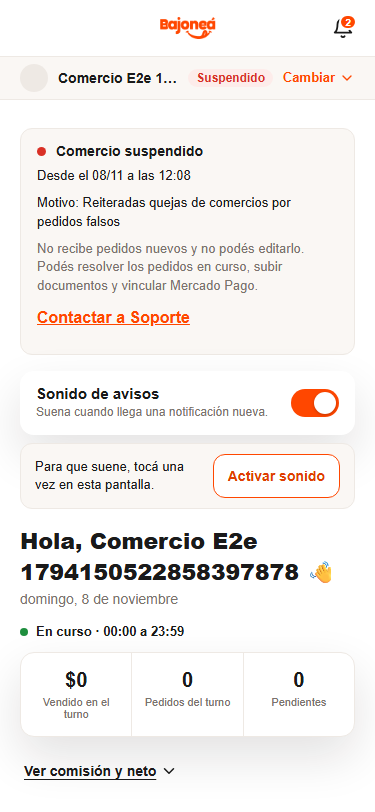 Bajoneá
2
Comercio E2e 1... Suspendido Cambiar
Comercio suspendido
Desde el 08/11 a las 12:08
Motivo: Reiteradas quejas de comercios por
pedidos falsos
No recibe pedidos nuevos y no podés editarlo.
Podés resolver los pedidos en curso, subir
documentos y vincular Mercado Pago.
Contactar a Soporte
Sonido de avisos
Suena cuando llega una notificación nueva.
Para que suene, tocá una
vez en esta pantalla.
Activar sonido
Hola, Comercio E2e
1794150522858397878 👋
domingo, 8 de noviembre
En curso · 00:00 a 23:59
$0 0 0
Vendido en el
turno
Pedidos del turno
Pendientes
Ver comisión y neto